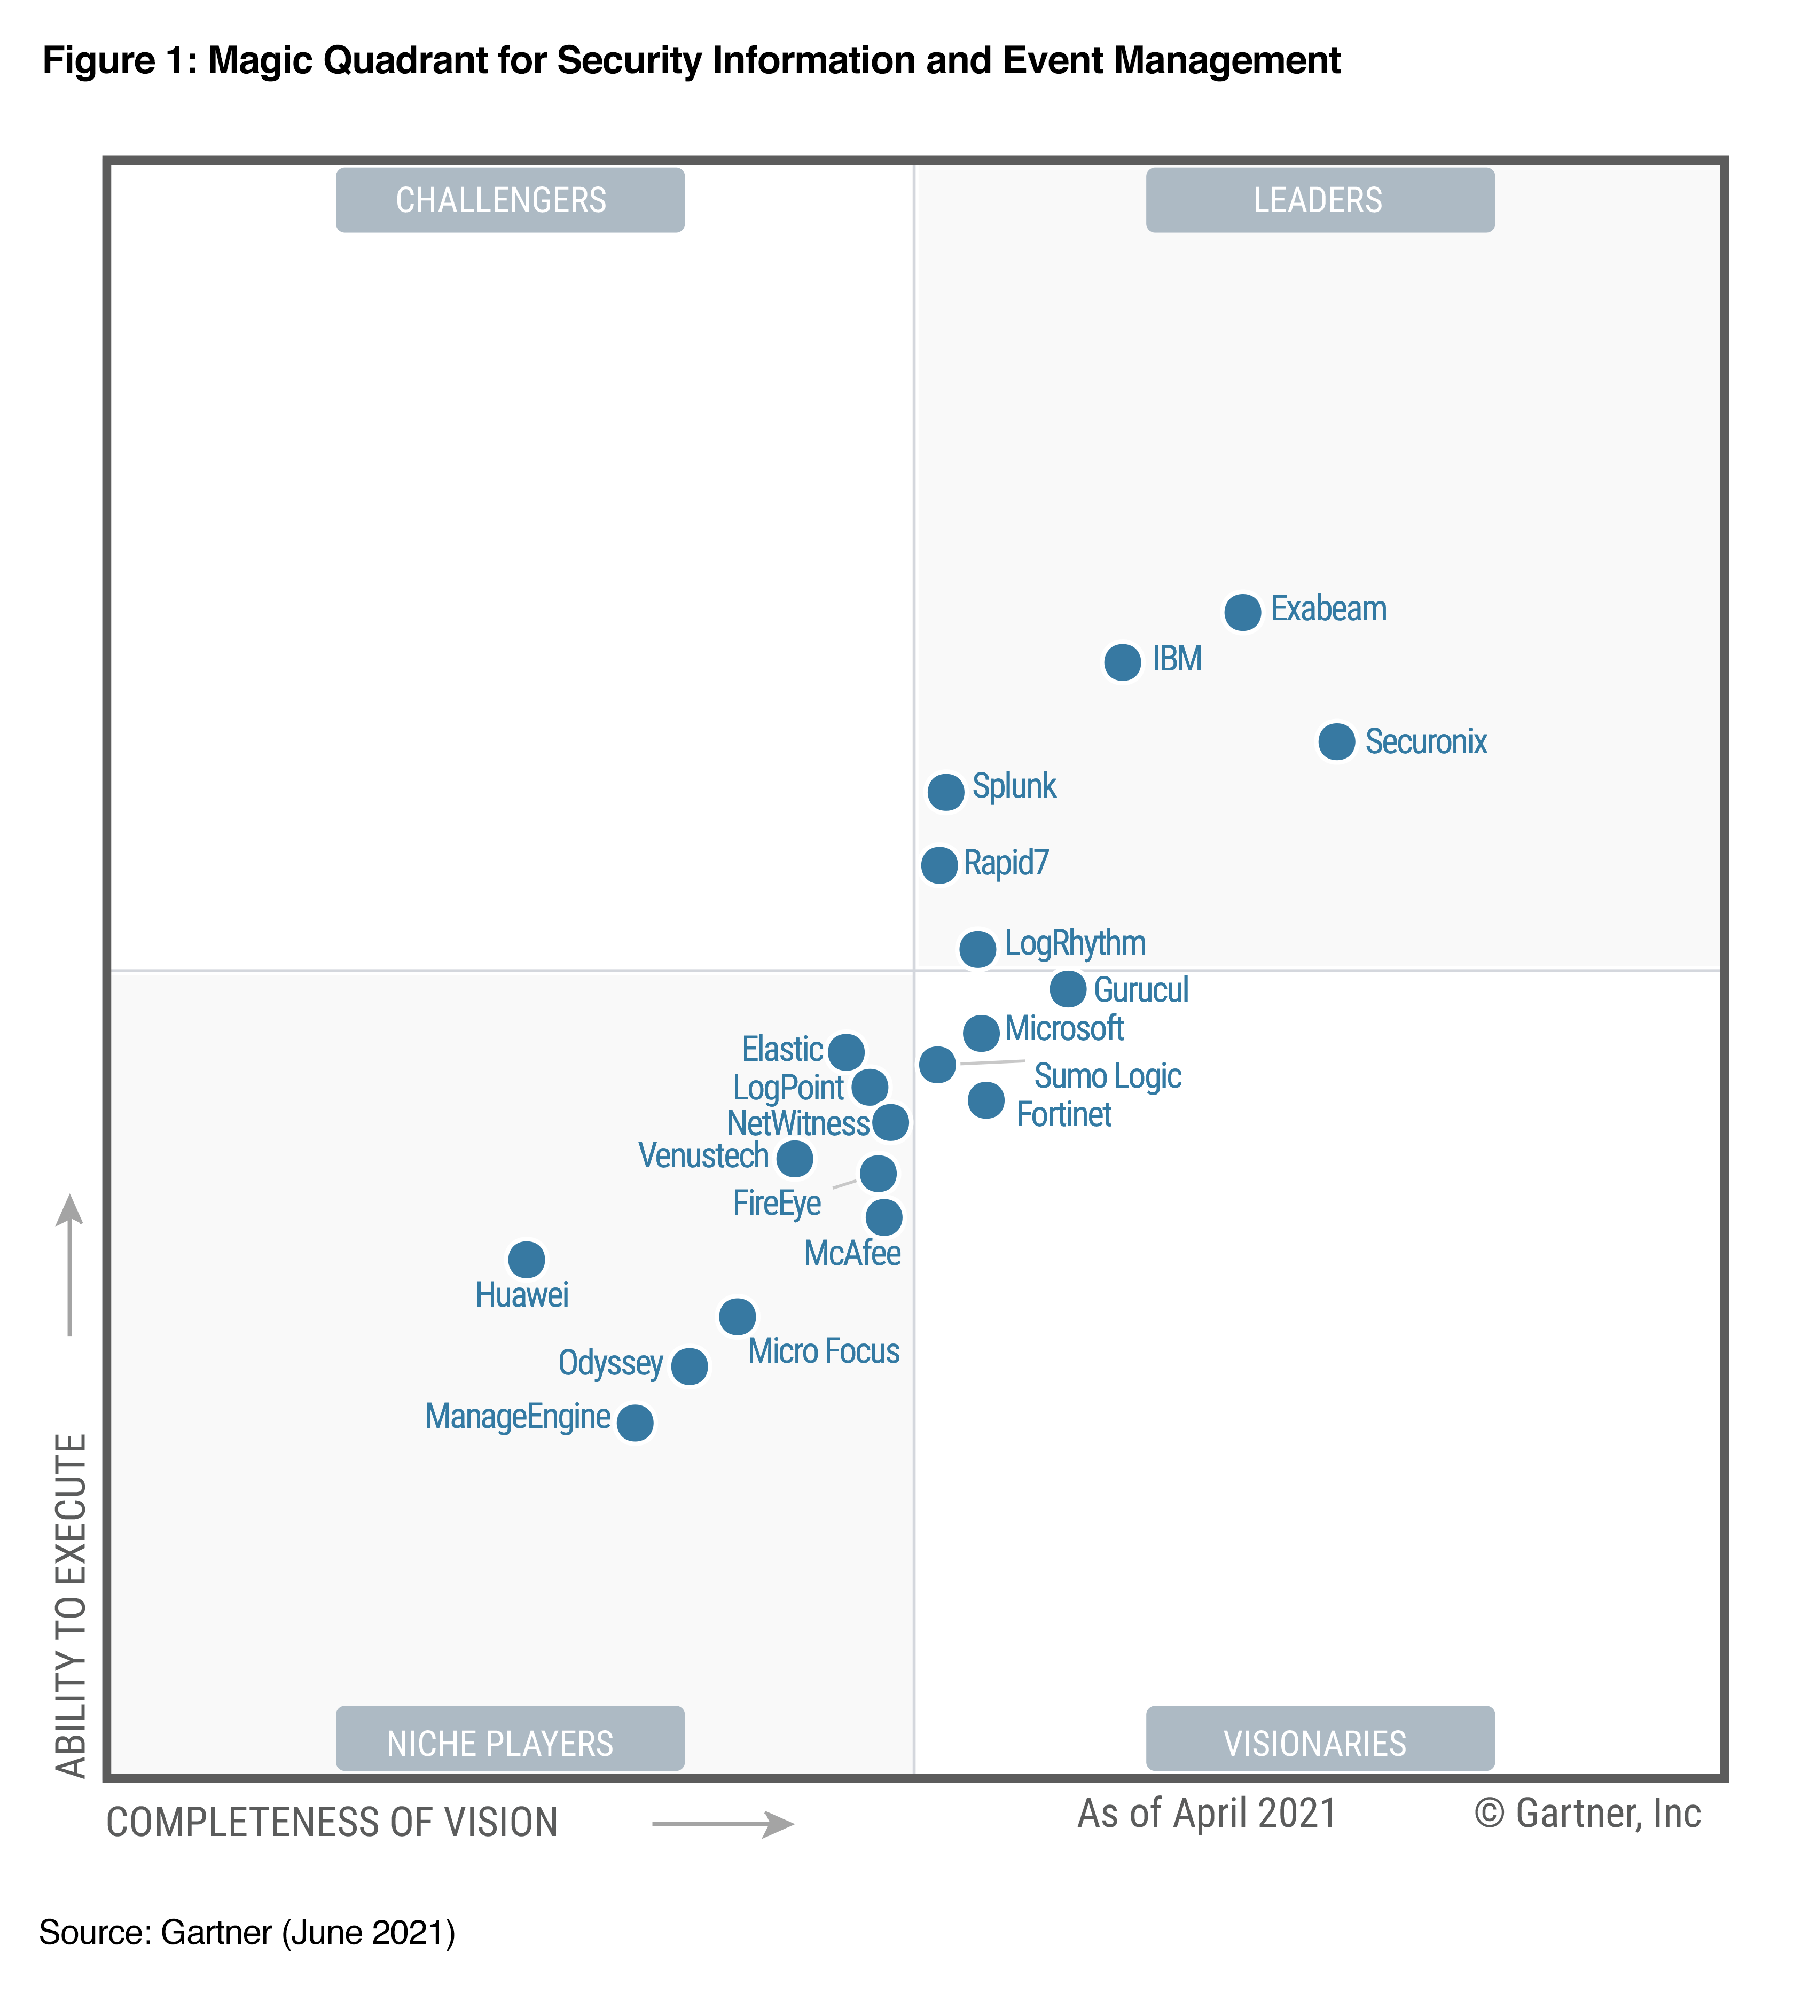 Figure 1: Magic Quadrant for Security Information and Event Management
CHALLENGERS
LEADERS
Exabeam
IBM
Securonix
Splunk
Rapid7
LogRhythm
Gurucul
Microsoft
Elastic
Sumo Logic
LogPoint
Fortinet
NetWitness
Venustech
FireEye
McAfee
Huawei
Micro Focus
Odyssey
ManageEngine
ABILITY TO EXECUTE
NICHE PLAYERS
VISIONARIES
COMPLETENESS OF VISION
As of April 2021
© Gartner, Inc
Source: Gartner (June 2021)